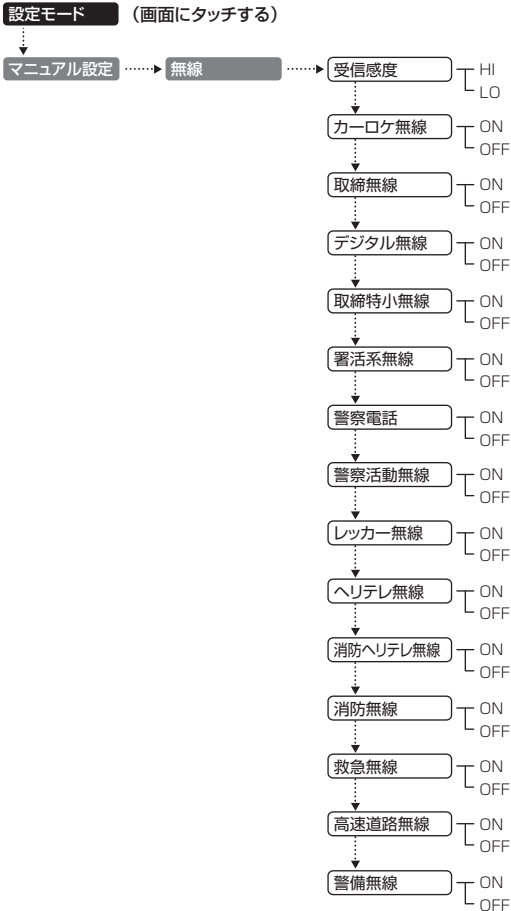 設定モード （画面にタッチする）
マニュアル設定 無線 受信感度 HI
LO
カーロケ無線 ON
OFF
取締無線 ON
OFF
デジタル無線 ON
OFF
取締特小無線 ON
OFF
署活系無線 ON
OFF
警察電話 ON
OFF
警察活動無線 ON
OFF
レッカー無線 ON
OFF
ヘリテレ無線 ON
OFF
消防ヘリテレ無線 ON
OFF
消防無線 ON
OFF
救急無線 ON
OFF
高速道路無線 ON
OFF
警備無線 ON
OFF